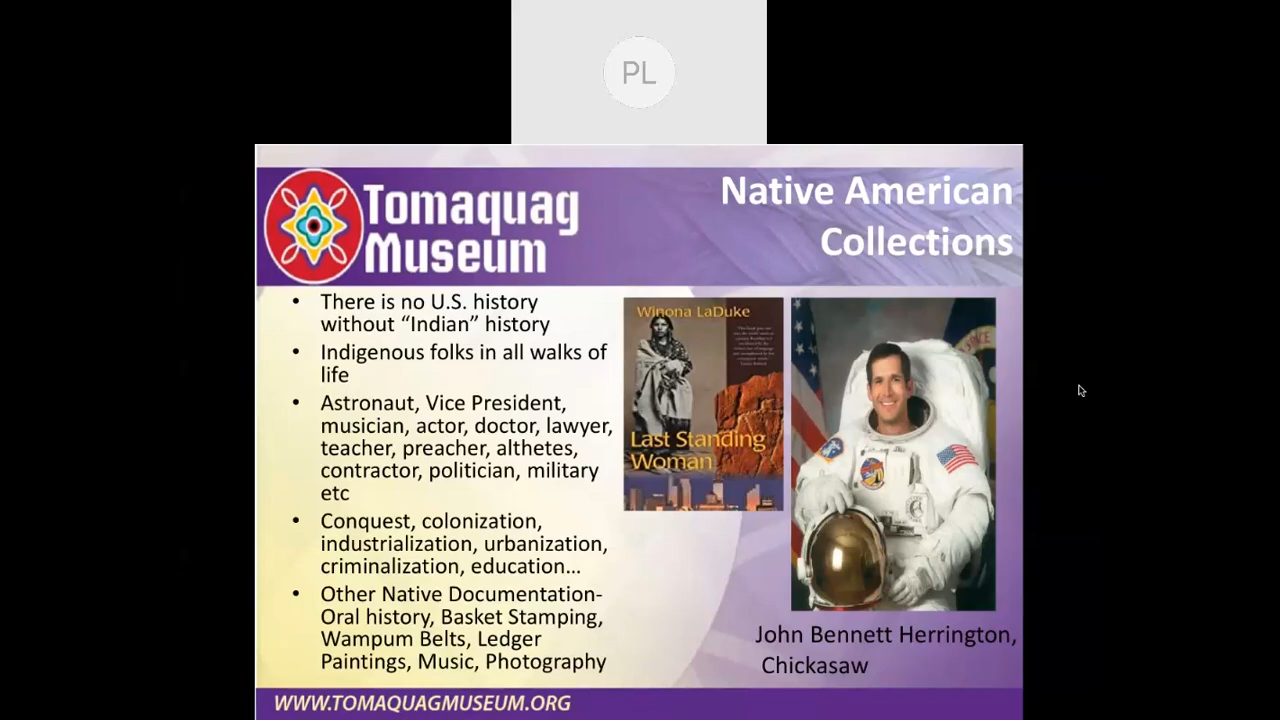 PL
Tomaquag
Museum
Native American
Collections
• There is no U.S. history
without “Indian” history
• Indigenous folks in all walks of
life
• Astronaut, Vice President,
musician, actor, doctor, lawyer,
teacher, preacher, althetes,
contractor, politician, military
etc
• Conquest, colonization,
industrialization, urbanization,
criminalization, education...
• Other Native Documentation-
Oral history, Basket Stamping,
Wampum Belts, Ledger
Paintings, Music, Photography
Winona LaDuke
Last Standing
Woman
John Bennett Herrington,
Chickasaw
WWW.TOMAQUAGMUSEUM.ORG